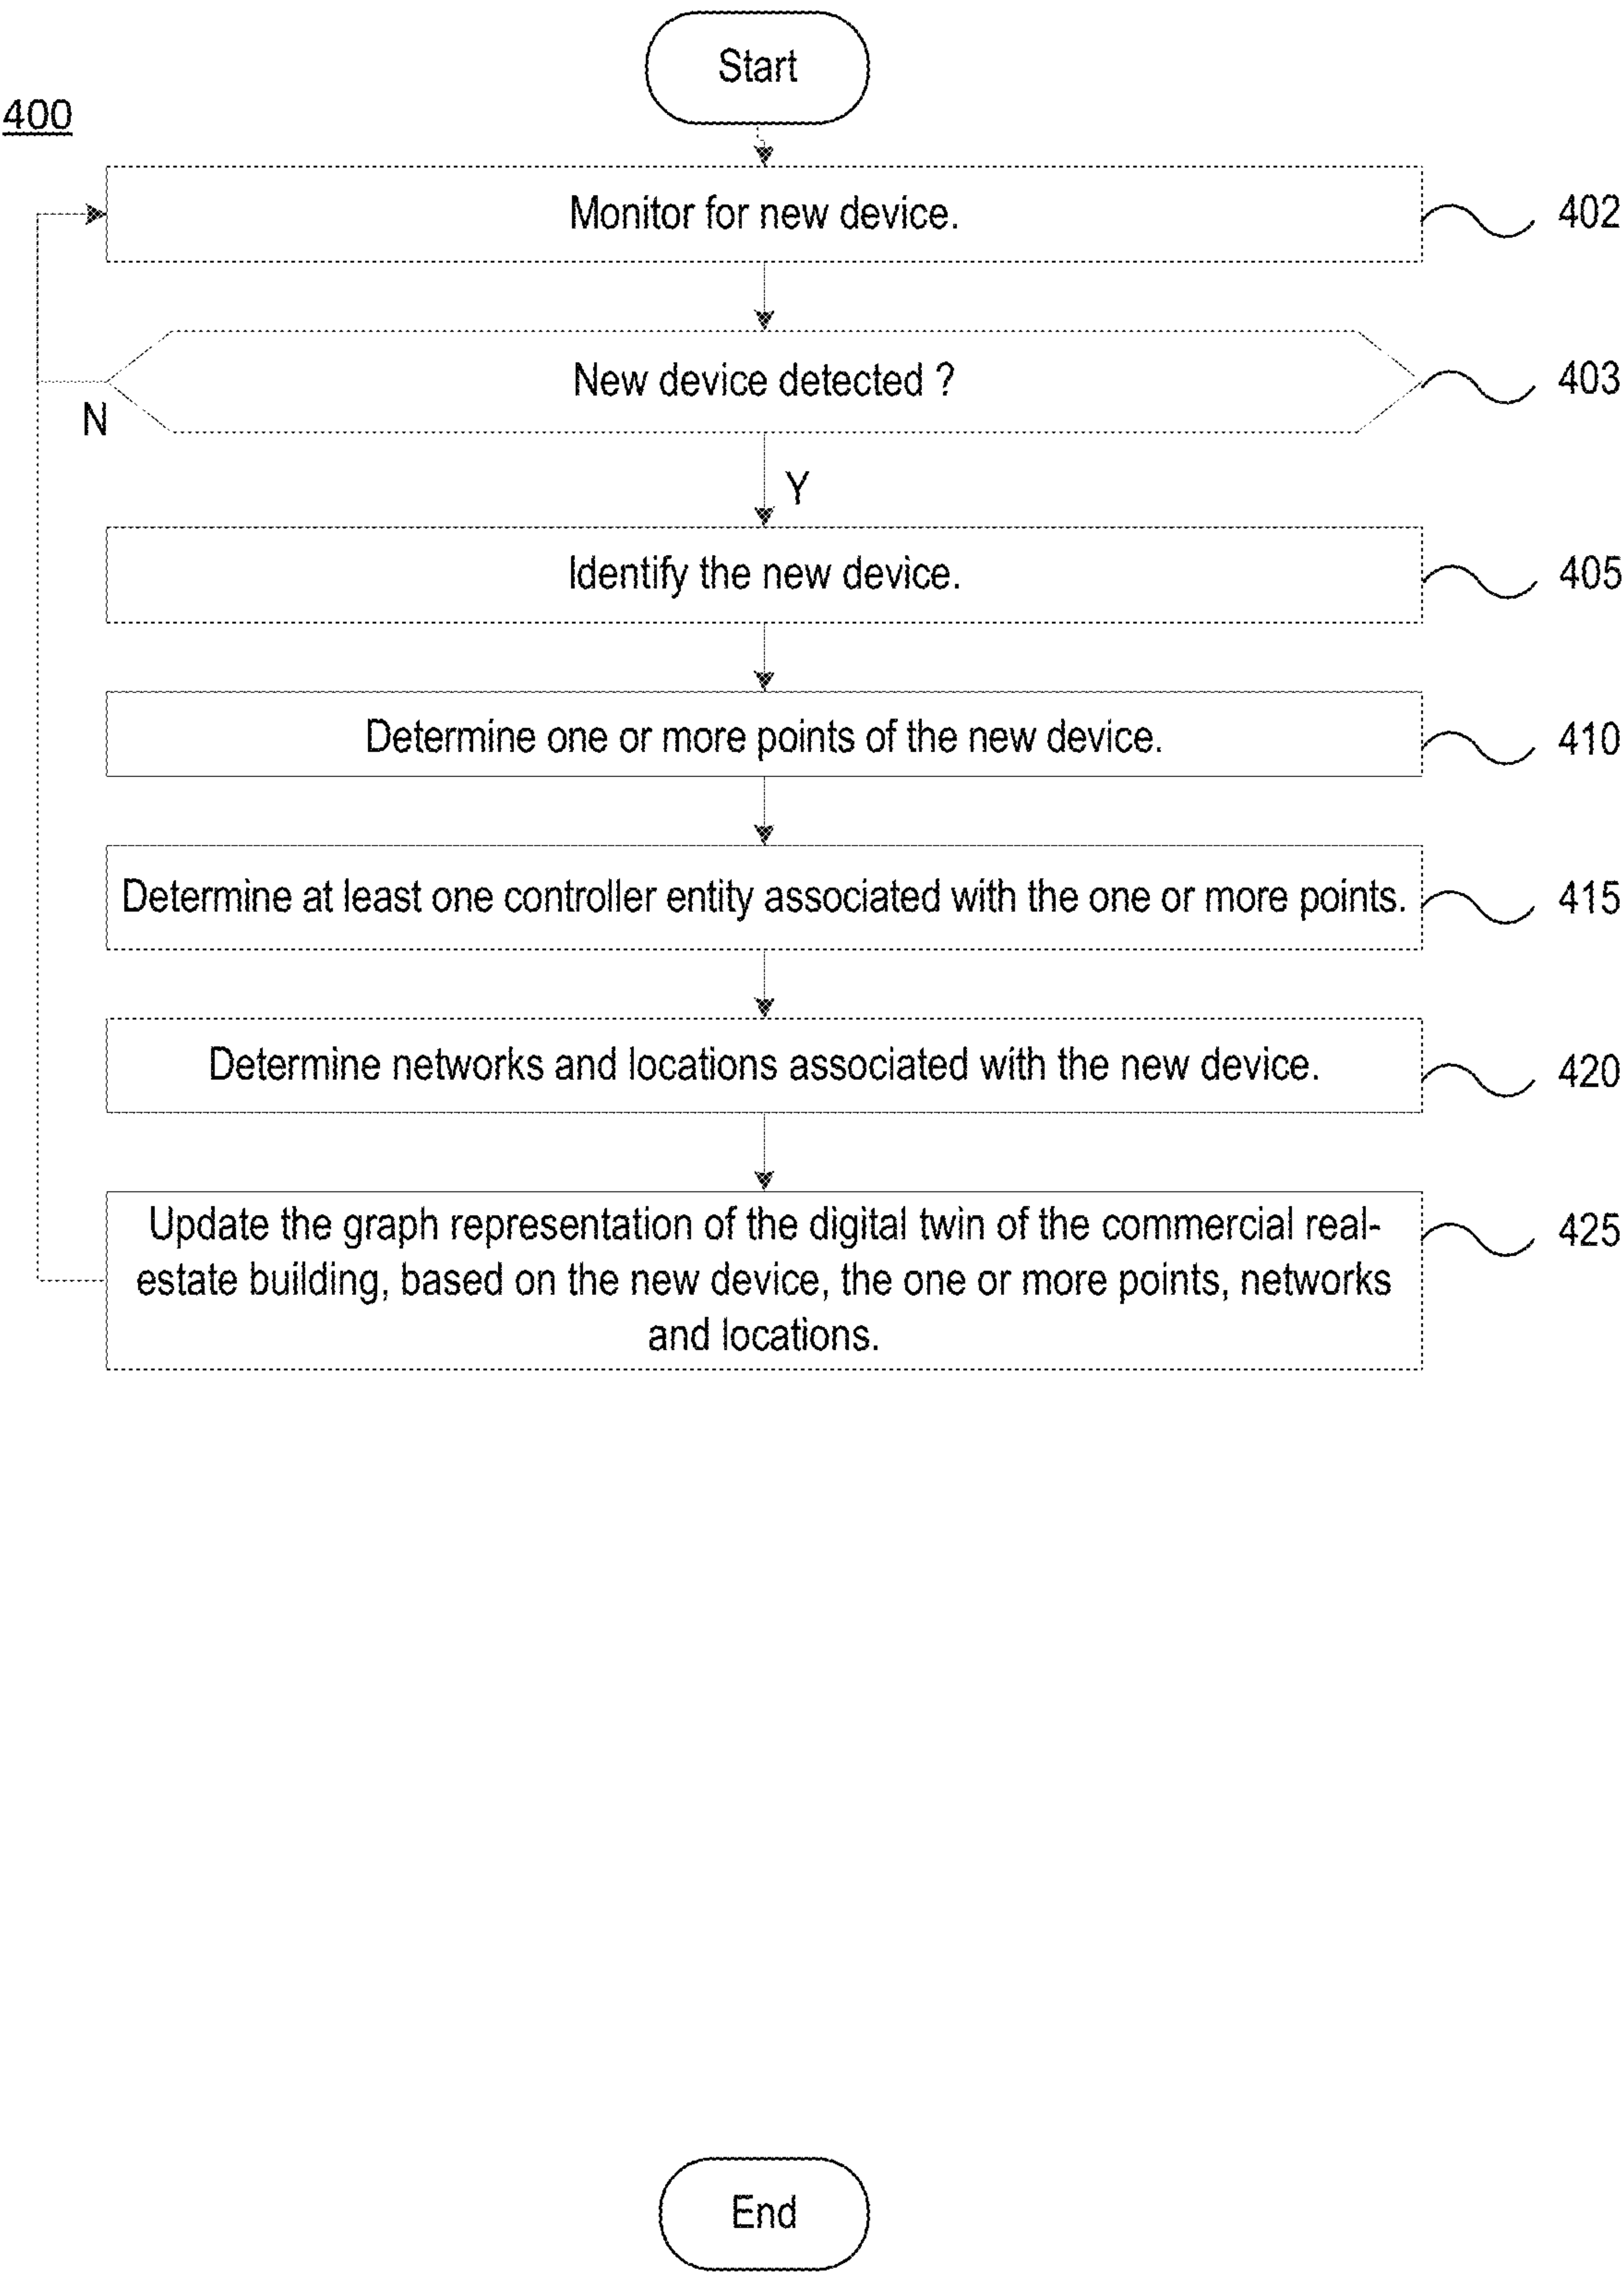 Start
400
Monitor for new device.
402
New device detected ?
403
N
Y
Identify the new device.
405
Determine one or more points of the new device.
410
Determine at least one controller entity associated with the one or more points.
415
Determine networks and locations associated with the new device.
420
Update the graph representation of the digital twin of the commercial real-
estate building, based on the new device, the one or more points, networks
and locations.
425
End